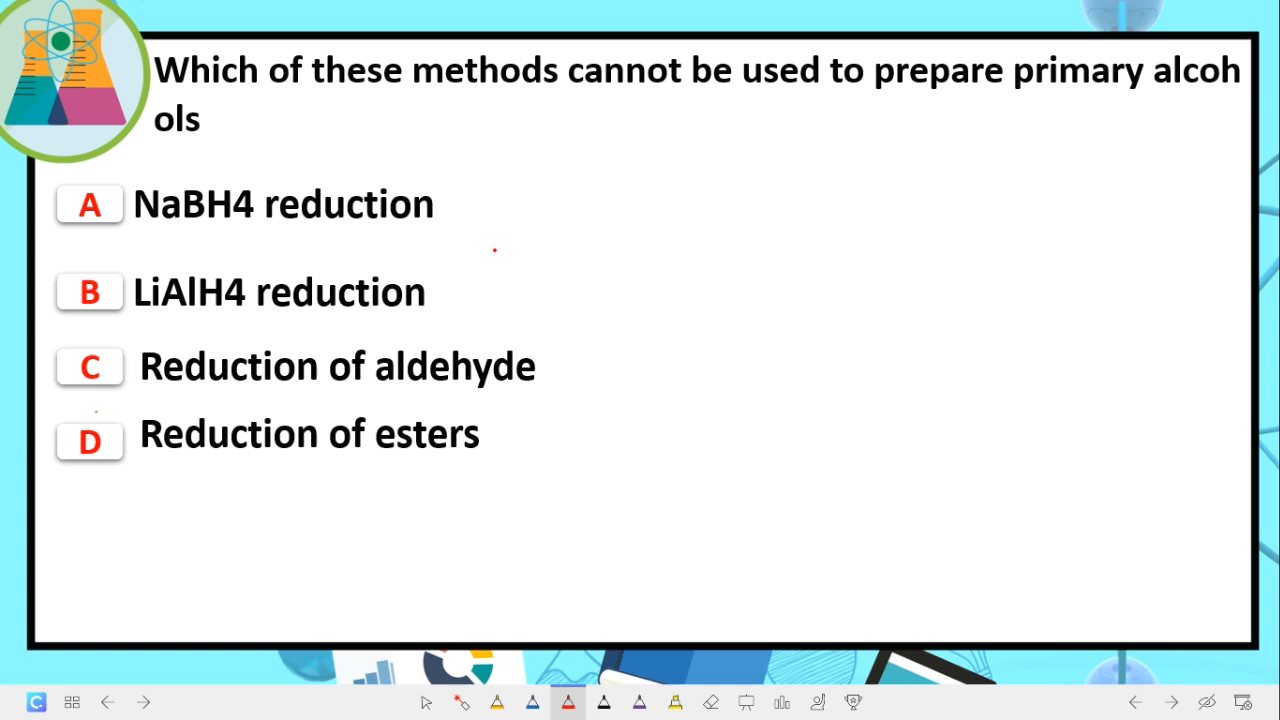 Which of these methods cannot be used to prepare primary alcoh
ols
A NaBH4 reduction
B LiAlH4 reduction
C Reduction of aldehyde
D Reduction of esters
C